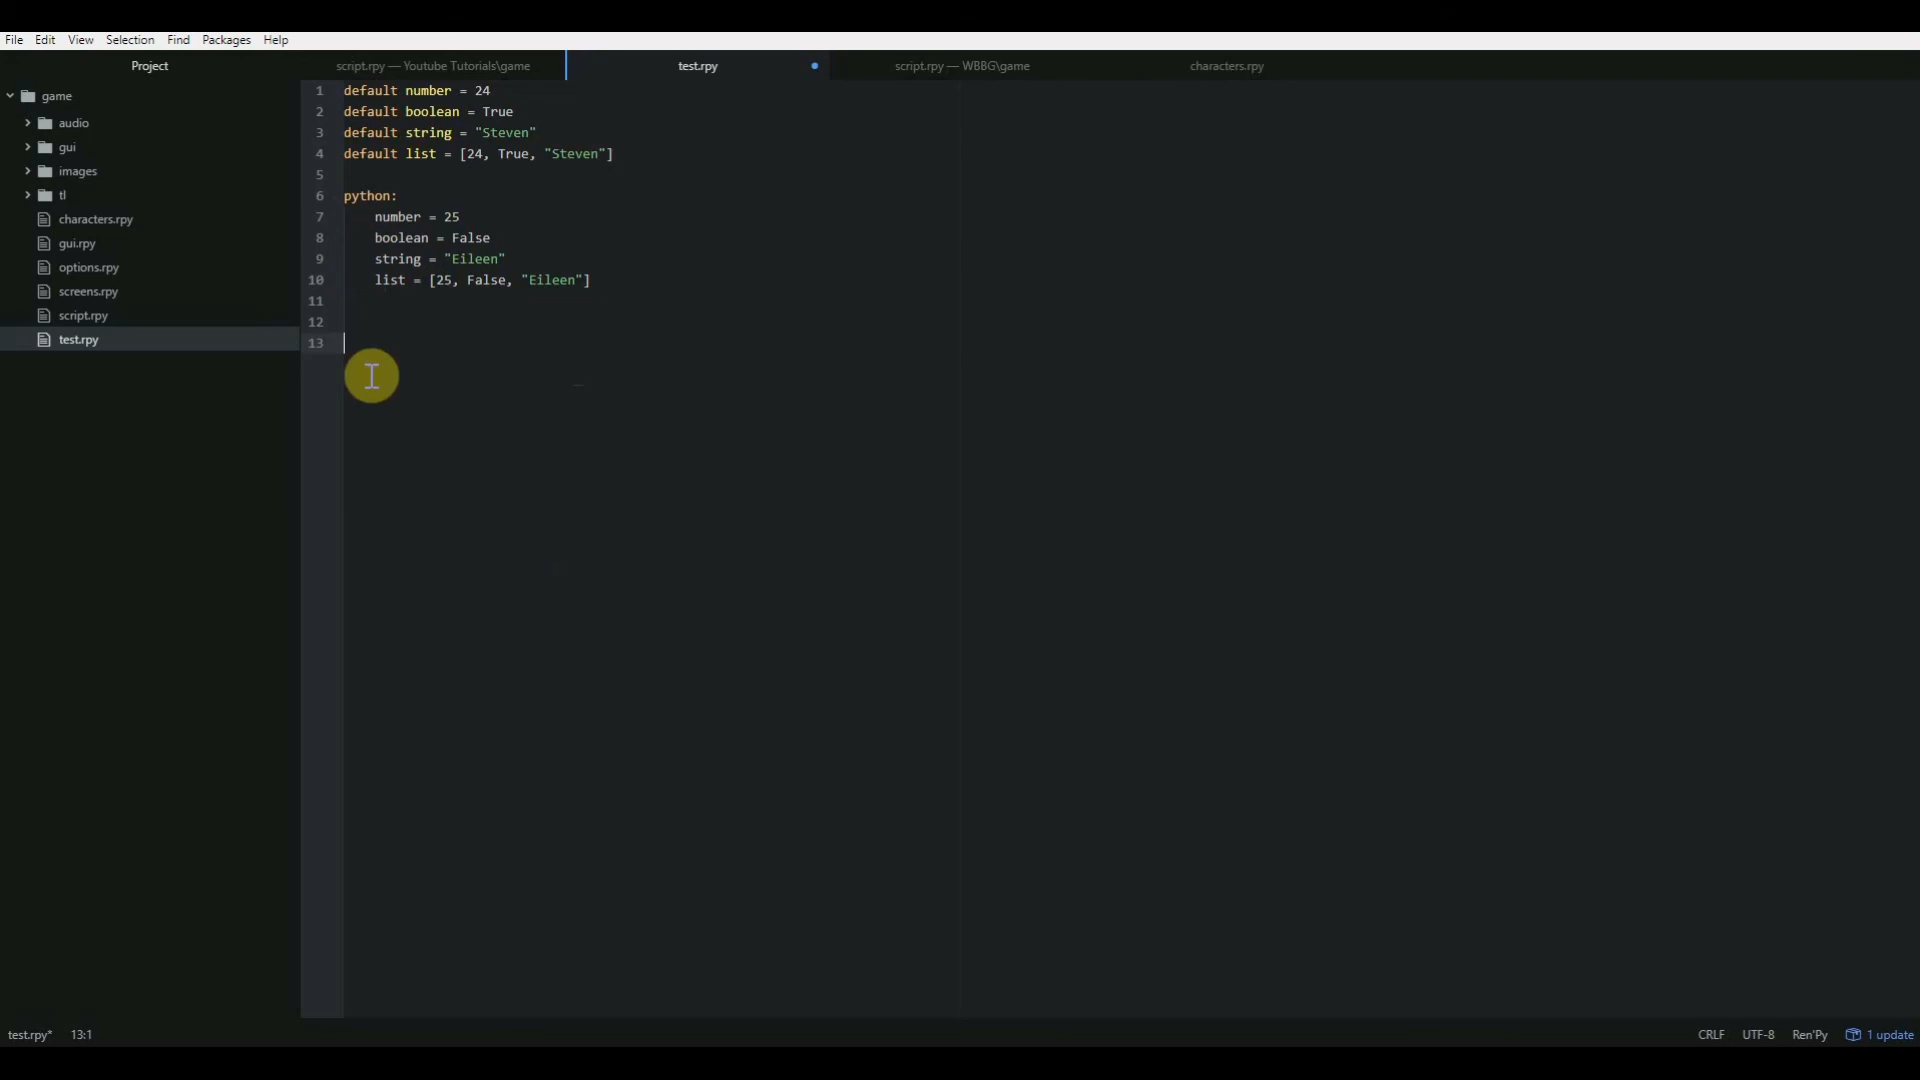 File Edit View Selection Find Packages Help
Project
script.rpy — Youtube Tutorials\game
test.rpy
script.rpy — WBBG\game
characters.rpy
game
audio
gui
images
tl
characters.rpy
gui.rpy
options.rpy
screens.rpy
script.rpy
test.rpy
1 default number = 24
2 default boolean = True
3 default string = "Steven"
4 default list = [24, True, "Steven"]
5
6 python:
7 number = 25
8 boolean = False
9 string = "Eileen"
10 list = [25, False, "Eileen"]
11
12
13
test.rpy* 13:1
CRLF UTF-8 Ren'Py 1 update